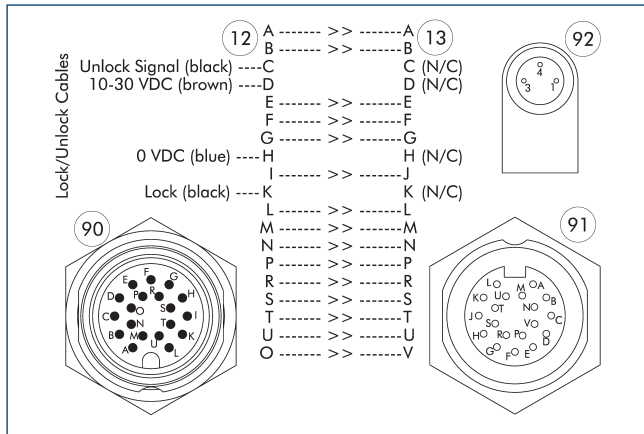 12
13
92
A ------ >> ------A
B ------ >> ------B
Unlock Signal (black) ----C
C (N/C)
10-30 VDC (brown) ----D
D (N/C)
E ------ >> ------E
F ------ >> ------F
G ------ >> ------G
0 VDC (blue) ----H
H (N/C)
I ------ >> ------J
Lock (black) ----K
K (N/C)
L ------ >> ------L
M ------ >> ------M
N ------ >> ------N
P ------ >> ------P
R ------ >> ------R
S ------ >> ------S
T ------ >> ------T
U ------ >> ------U
O ------ >> ------V
Lock/Unlock Cables
4
3 1
90
F
E G
P R
D H
O S
C I
N T
B M U K
A L
91
L M A
K U B
T N
J C
S V
H R P D
G F E